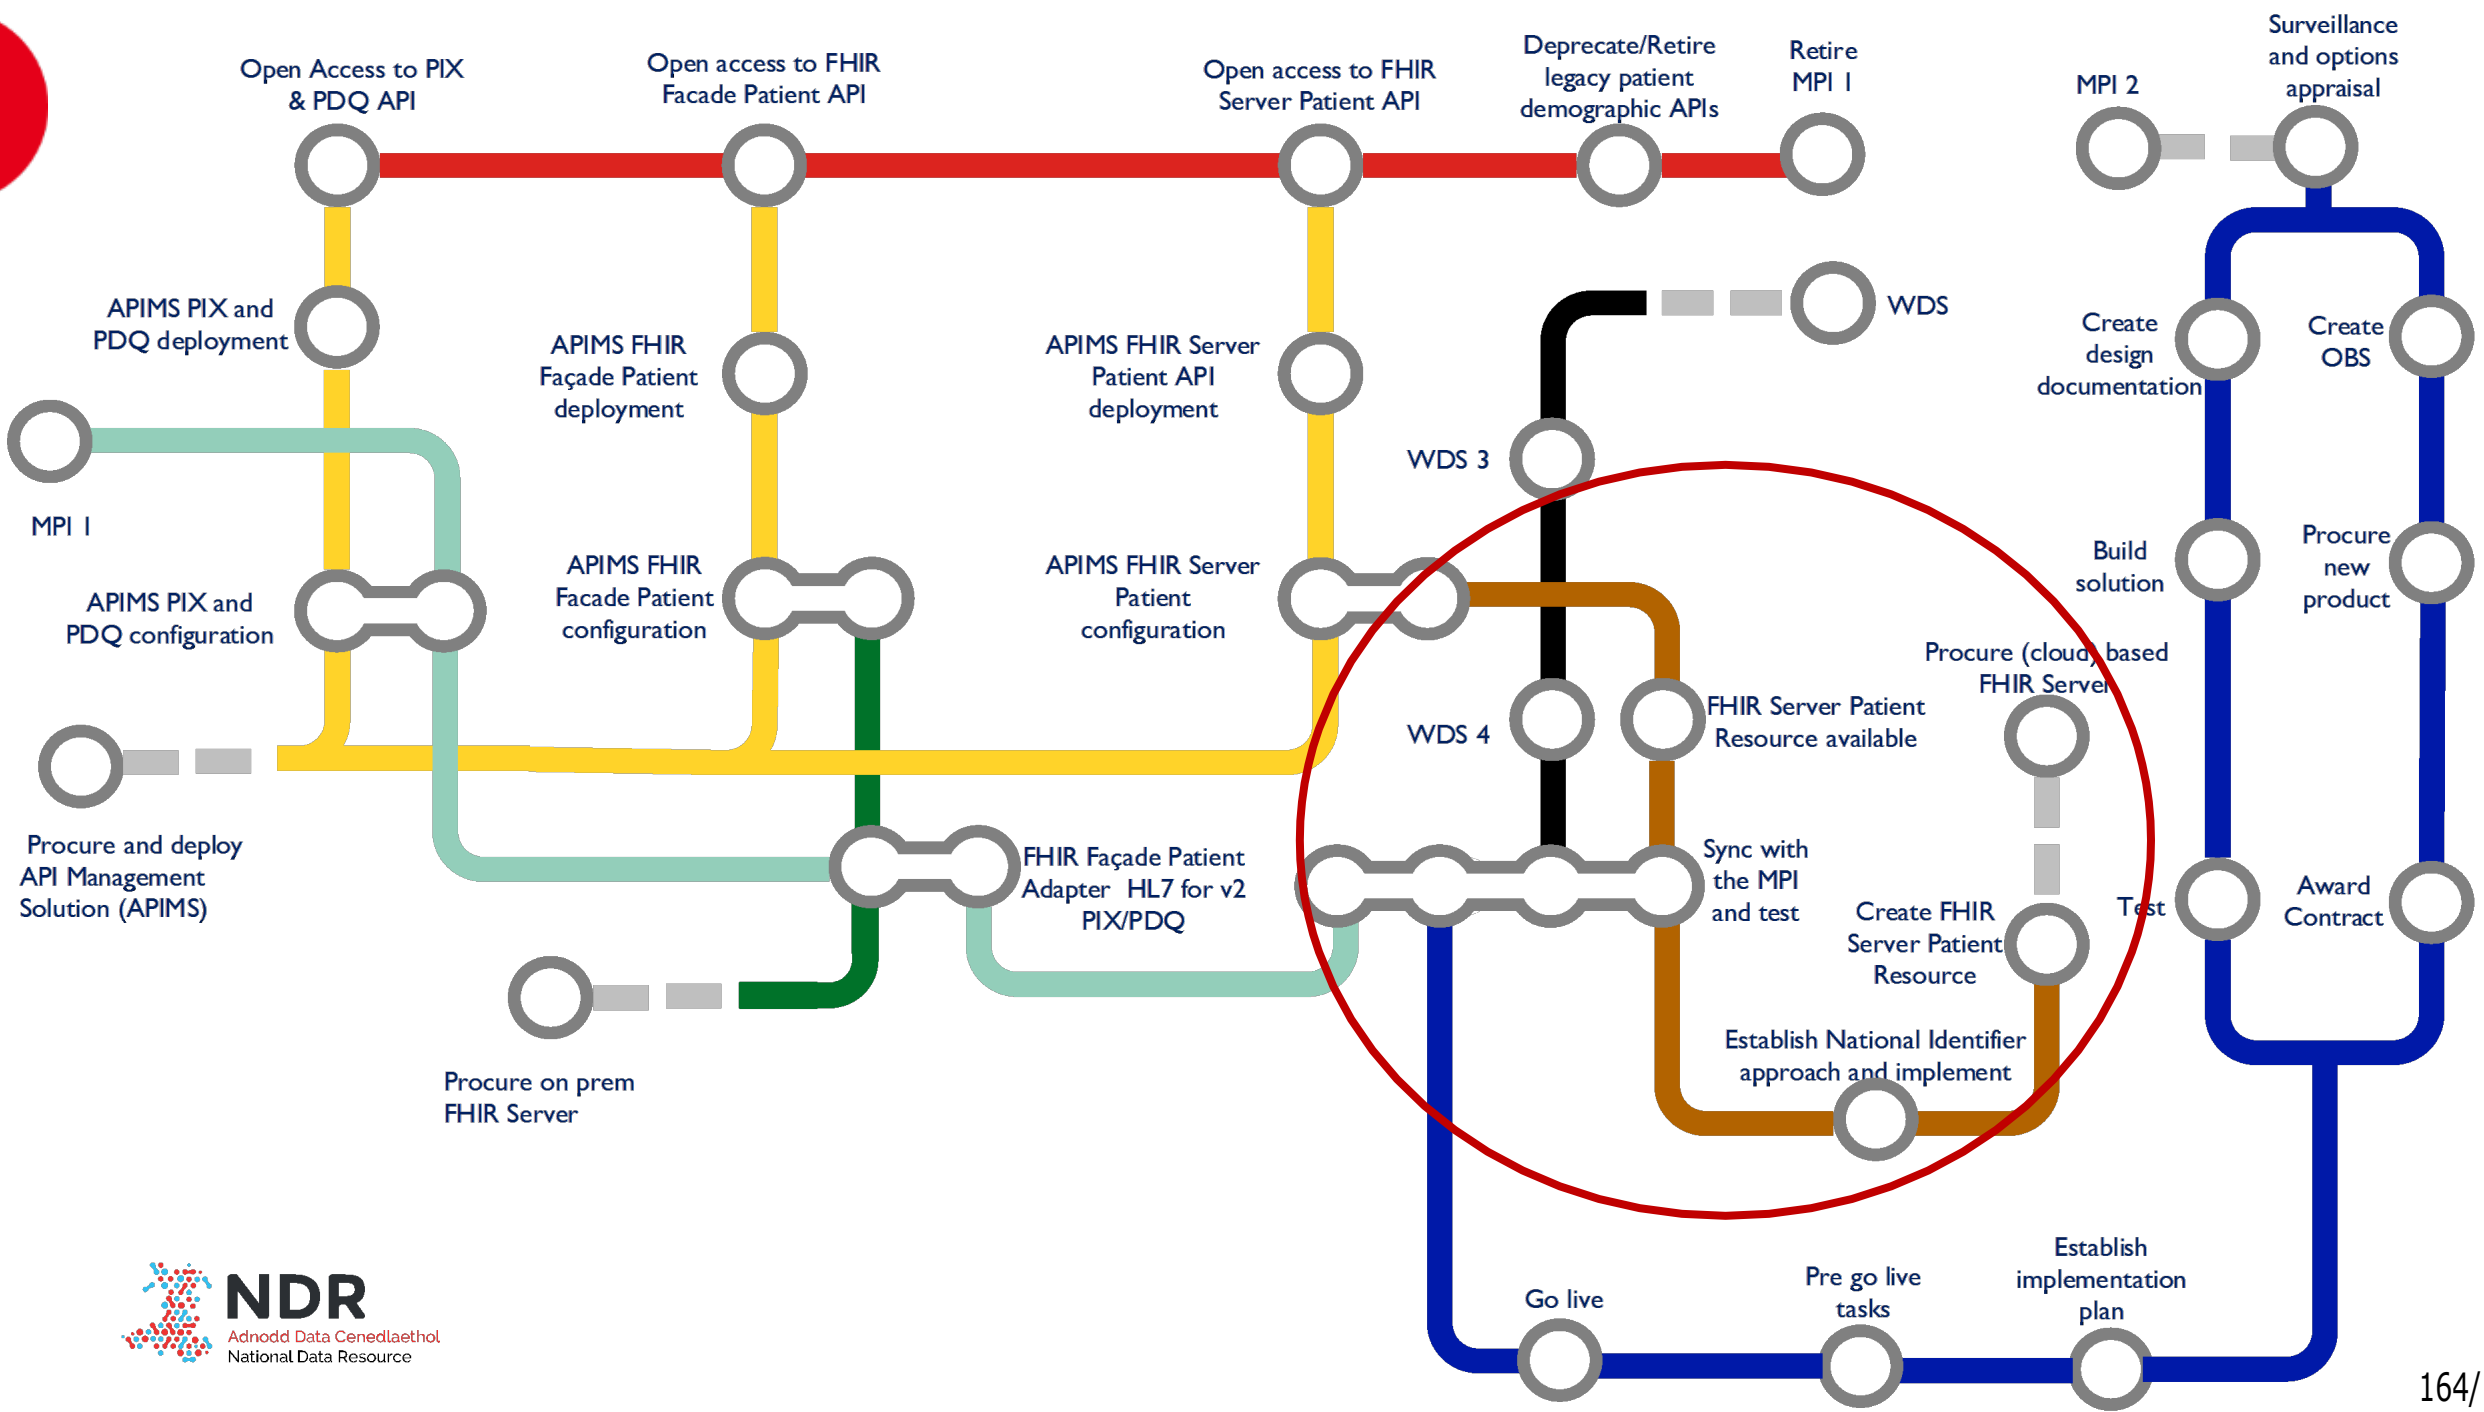 Open Access to PIX
& PDQ API
Open access to FHIR
Facade Patient API
Open access to FHIR
Server Patient API
Deprecate/Retire
legacy patient
demographic APIs
Retire
MPI 1
MPI 2
Surveillance
and options
appraisal
APIMS PIX and
PDQ deployment
APIMS FHIR
Façade Patient
deployment
APIMS FHIR Server
Patient API
deployment
WDS
Create
design
documentation
Create
OBS
MPI 1
WDS 3
APIMS PIX and
PDQ configuration
APIMS FHIR
Facade Patient
configuration
APIMS FHIR Server
Patient
configuration
Build
solution
Procure
new
product
Procure (cloud) based
FHIR Server
WDS 4
FHIR Server Patient
Resource available
Procure and deploy
API Management
Solution (APIMS)
FHIR Façade Patient
Adapter HL7 for v2
PIX/PDQ
Sync with
the MPI
and test
Create FHIR
Server Patient
Resource
Test
Award
Contract
Procure on prem
FHIR Server
Establish National Identifier
approach and implement
Go live
Pre go live
tasks
Establish
implementation
plan
NDR
Adnodd Data Cenedlaethol
National Data Resource
164/